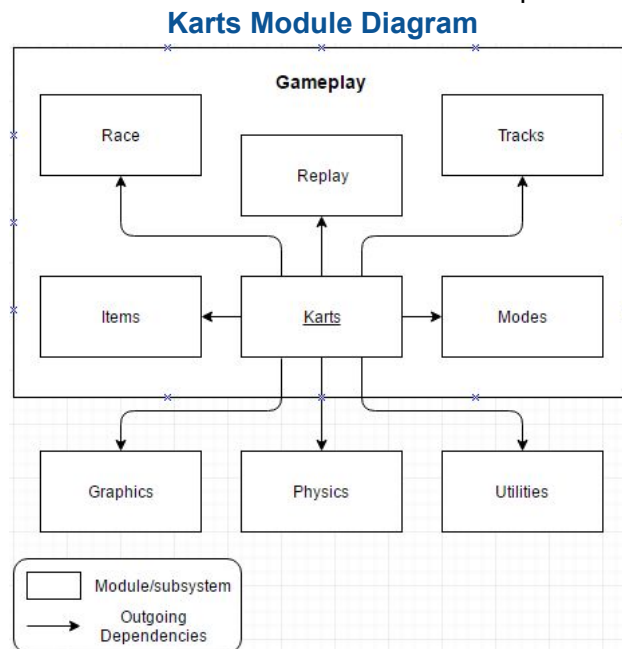 Karts Module Diagram
Gameplay
Race
Replay
Tracks
Items
Karts
Modes
Graphics
Physics
Utilities
Module/subsystem
Outgoing
Dependencies